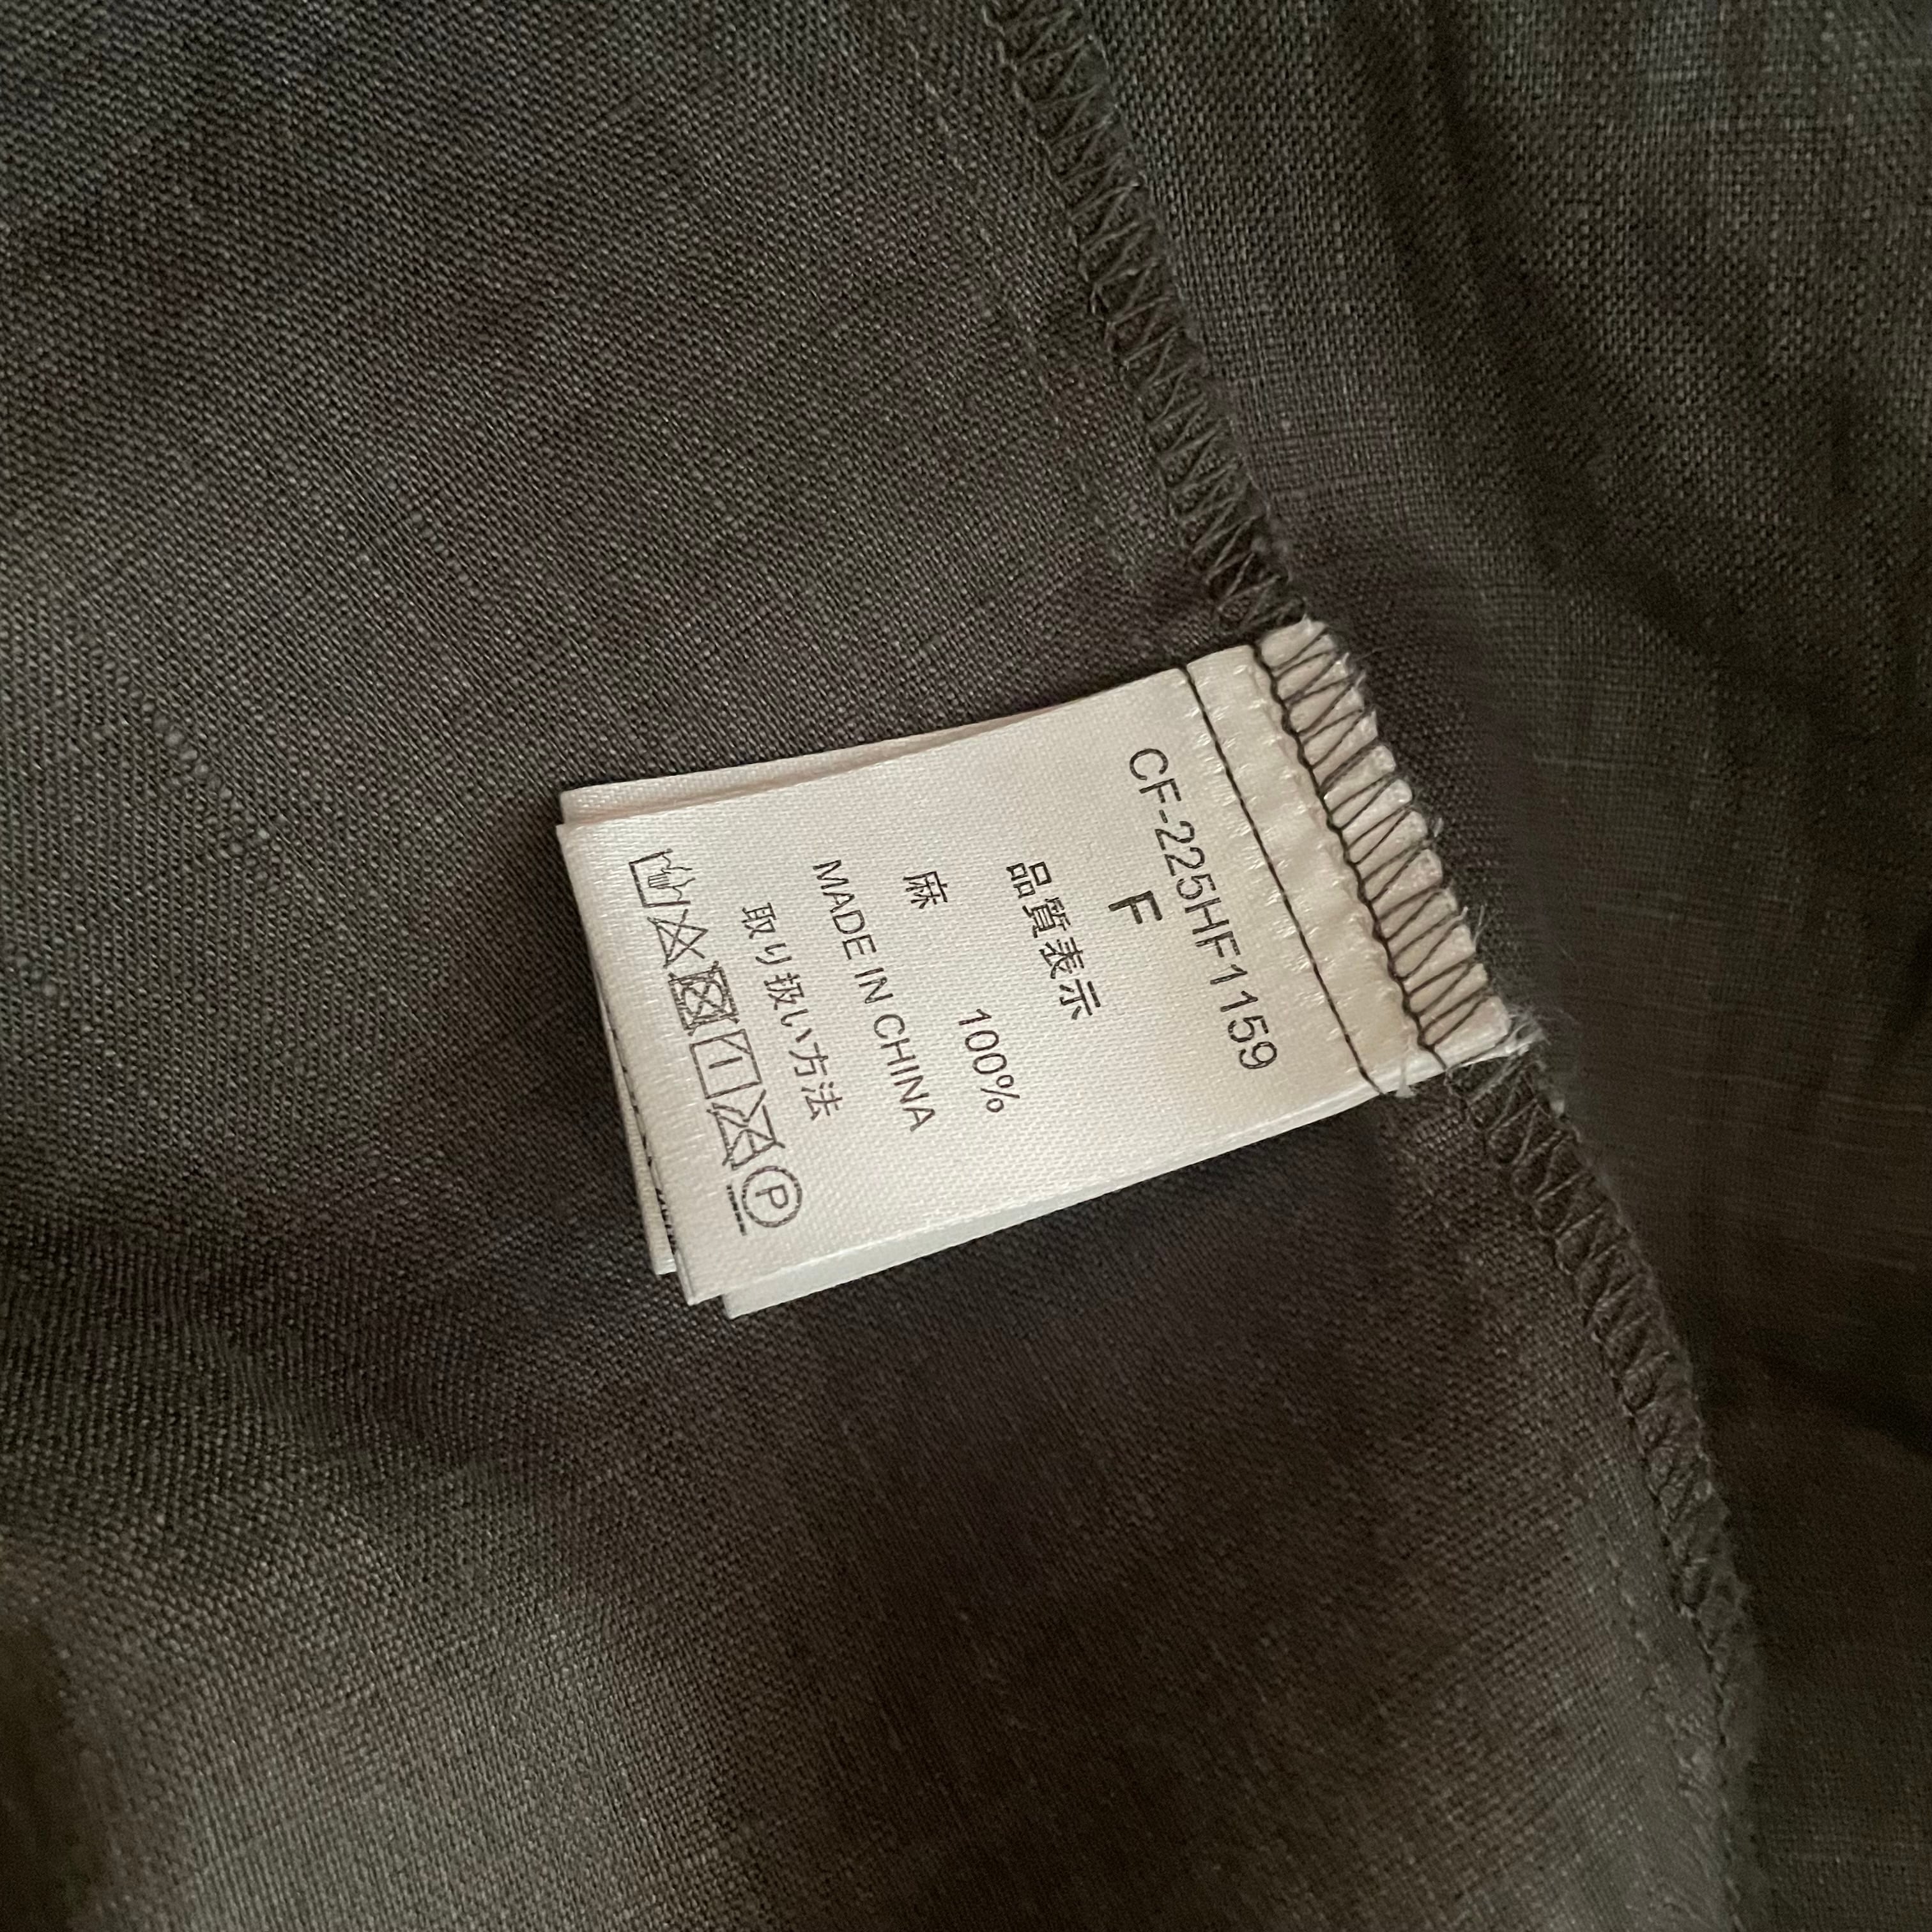 CF-225HF1159
F
品質表示
麻 100%
MADE IN CHINA
取り扱い方法
P